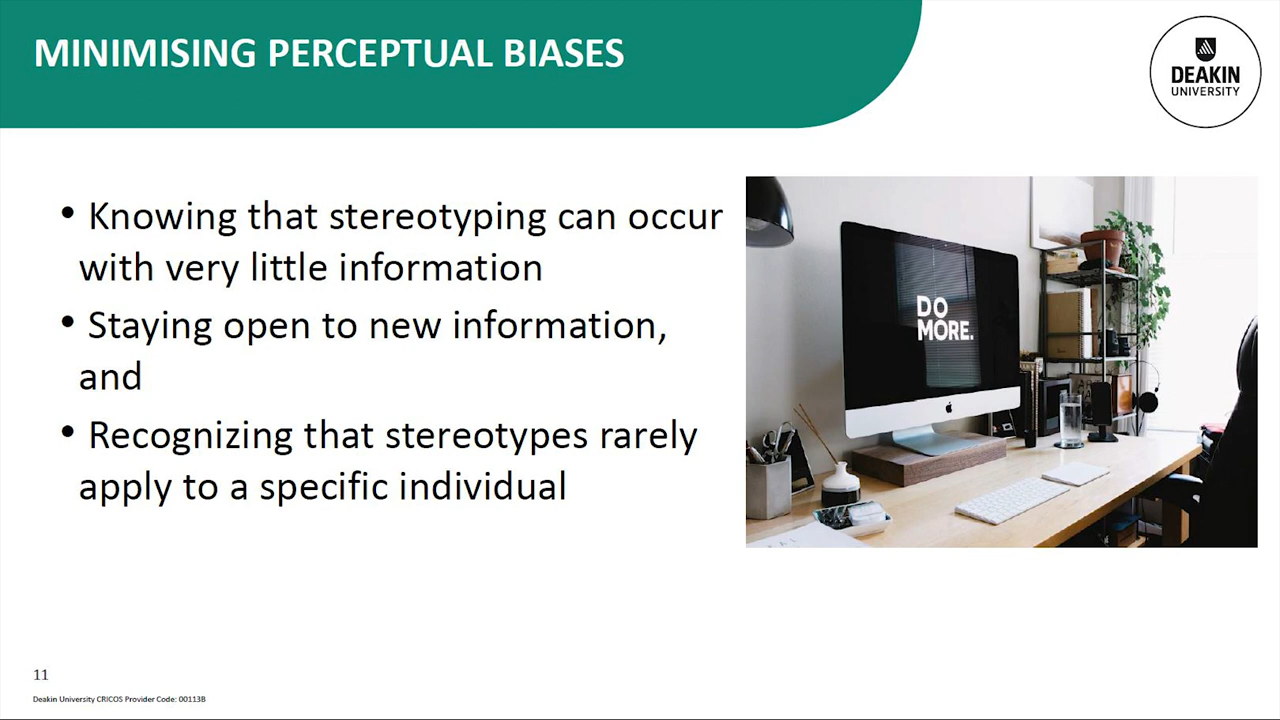 MINIMISING PERCEPTUAL BIASES
DEAKIN
UNIVERSITY
• Knowing that stereotyping can occur
with very little information
• Staying open to new information,
and
• Recognizing that stereotypes rarely
apply to a specific individual
DO
MORE.
11
Deakin University CRICOS Provider Code: 00113B